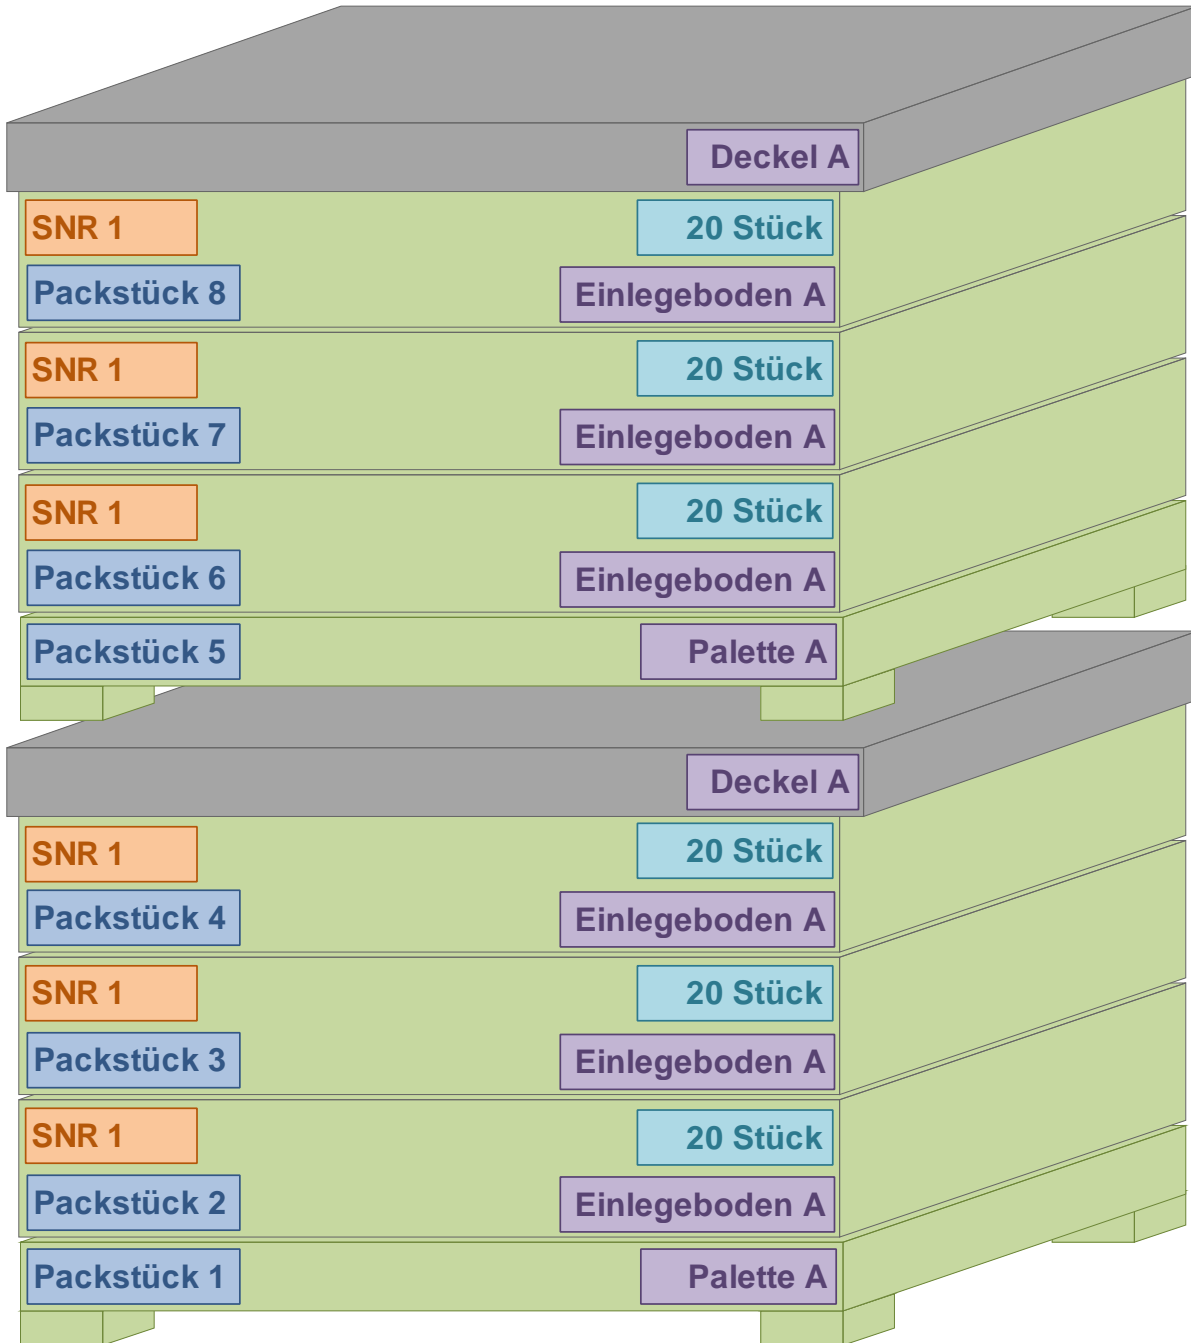 Deckel A
SNR 1 20 Stück
Packstück 8 Einlegeboden A
SNR 1 20 Stück
Packstück 7 Einlegeboden A
SNR 1 20 Stück
Packstück 6 Einlegeboden A
Packstück 5 Palette A
Deckel A
SNR 1 20 Stück
Packstück 4 Einlegeboden A
SNR 1 20 Stück
Packstück 3 Einlegeboden A
SNR 1 20 Stück
Packstück 2 Einlegeboden A
Packstück 1 Palette A